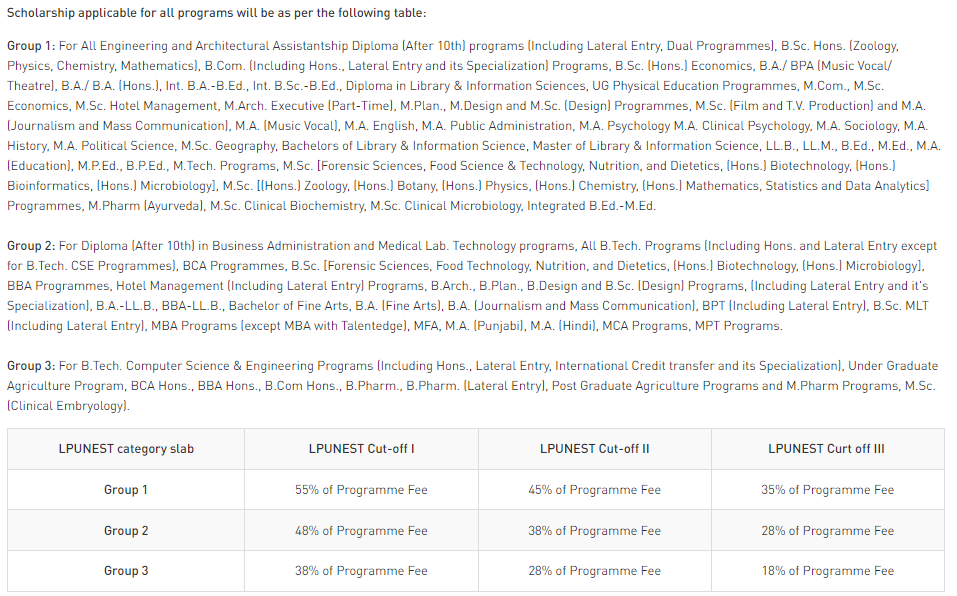 Scholarship applicable for all programs will be as per the following table:
Group 1: For All Engineering and Architectural Assistantship Diploma (After 10th) programs (Including Lateral Entry, Dual Programmes), B.Sc. Hons. (Zoology,
Physics, Chemistry, Mathematics), B.Com. (Including Hons., Lateral Entry and its Specialization) Programs, B.Sc. (Hons.) Economics, B.A./ BPA (Music Vocal/
Theatre), B.A./ B.A. (Hons.), Int. B.A.-B.Ed., Int. B.Sc.-B.Ed., Diploma in Library & Information Sciences, UG Physical Education Programmes, M.Com., M.Sc.
Economics, M.Sc. Hotel Management, M.Arch. Executive (Part-Time), M.Plan., M.Design and M.Sc. (Design) Programmes, M.Sc. (Film and T.V. Production) and M.A.
(Journalism and Mass Communication), M.A. (Music Vocal), M.A. English, M.A. Public Administration, M.A. Psychology M.A. Clinical Psychology, M.A. Sociology, M.A.
History, M.A. Political Science, M.Sc. Geography, Bachelors of Library & Information Science, Master of Library & Information Science, LL.B., LL.M., B.Ed., M.Ed., M.A.
(Education), M.P.Ed., B.P.Ed., M.Tech. Programs, M.Sc. [Forensic Sciences, Food Science & Technology, Nutrition, and Dietetics, (Hons.) Biotechnology, (Hons.)
Bioinformatics, (Hons.) Microbiology], M.Sc. [(Hons.) Zoology, (Hons.) Botany, (Hons.) Physics, (Hons.) Chemistry, (Hons.) Mathematics, Statistics and Data Analytics]
Programmes, M.Pharm (Ayurveda), M.Sc. Clinical Biochemistry, M.Sc. Clinical Microbiology, Integrated B.Ed.-M.Ed.
Group 2: For Diploma (After 10th) in Business Administration and Medical Lab. Technology programs, All B.Tech. Programs (Including Hons. and Lateral Entry except
for B.Tech. CSE Programmes), BCA Programmes, B.Sc. [Forensic Sciences, Food Technology, Nutrition, and Dietetics, (Hons.) Biotechnology, (Hons.) Microbiology],
BBA Programmes, Hotel Management (Including Lateral Entry) Programs, B.Arch., B.Plan., B.Design and B.Sc. (Design) Programs, (Including Lateral Entry and it's
Specialization), B.A.-LL.B., BBA-LL.B., Bachelor of Fine Arts, B.A. (Fine Arts), B.A. (Journalism and Mass Communication), BPT (Including Lateral Entry), B.Sc. MLT
(Including Lateral Entry), MBA Programs (except MBA with Talentedge), MFA, M.A. (Punjabi), M.A. (Hindi), MCA Programs, MPT Programs.
Group 3: For B.Tech. Computer Science & Engineering Programs (Including Hons., Lateral Entry, International Credit transfer and its Specialization), Under Graduate
Agriculture Program, BCA Hons., BBA Hons., B.Com Hons., B.Pharm., B.Pharm. (Lateral Entry), Post Graduate Agriculture Programs and M.Pharm Programs, M.Sc.
(Clinical Embryology).
LPUNEST category slab LPUNEST Cut-off I LPUNEST Cut-off II LPUNEST Curt off III
Group 1 55% of Programme Fee 45% of Programme Fee 35% of Programme Fee
Group 2 48% of Programme Fee 38% of Programme Fee 28% of Programme Fee
Group 3 38% of Programme Fee 28% of Programme Fee 18% of Programme Fee